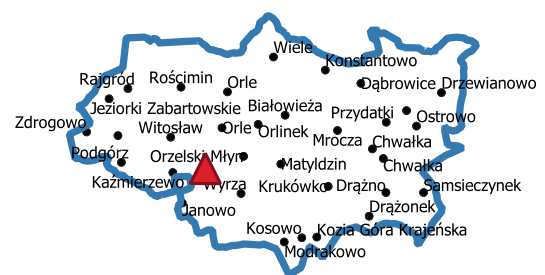 Wiele
Konstantowo
Rajgród
Rościmin
Orle
Dąbrowice
Drzewianowo
Jeziorki
Zabartowskie
Białowieża
Przydatki
Ostrowo
Zdrogowo
Witosław
Orle
Orlinek
Mrocza
Chwałka
Podgórz
Orzelski Młyn
Matyldzin
Chwałka
Kaźmierzewo
Wyrza
Krukówko
Drążno
Samsieczynek
Janowo
Drążonek
Kosowo
Kozia Góra Krajeńska
Modrakowo